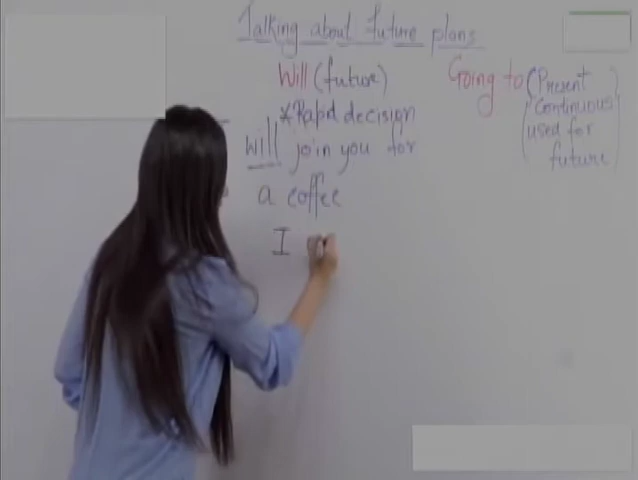 Talking about future plans
Will (future)
*Rapid decision
will join you for
a coffee
I
Going to (Present
Continuous
used for
future)